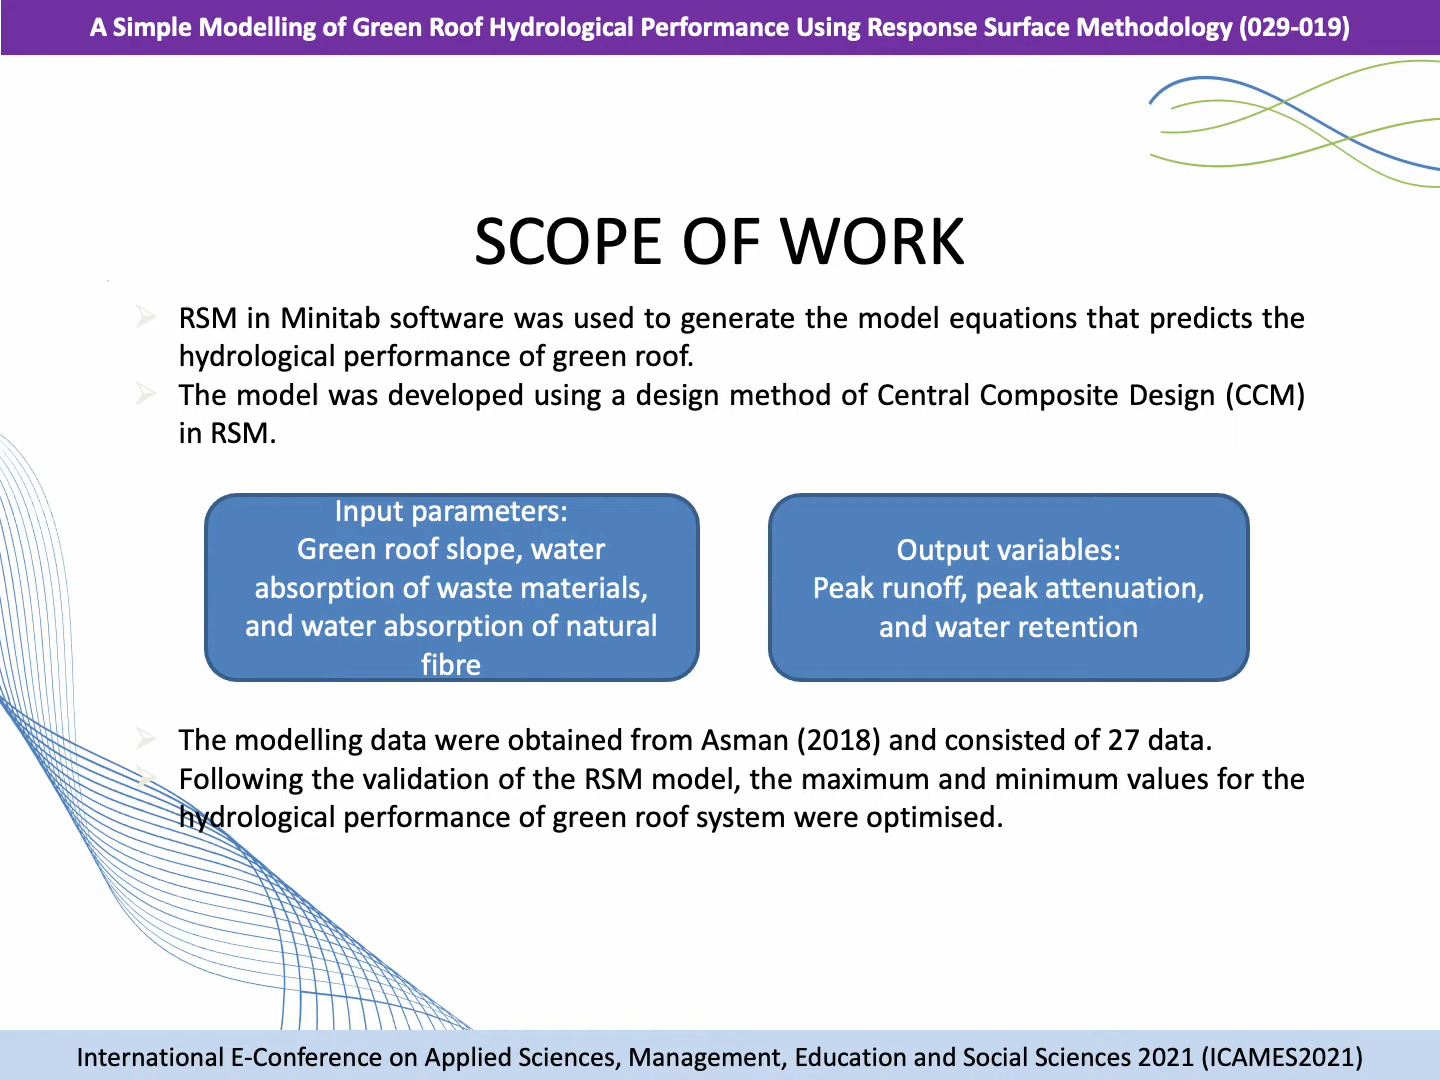 A Simple Modelling of Green Roof Hydrological Performance Using Response Surface Methodology (029-019)
SCOPE OF WORK
RSM in Minitab software was used to generate the model equations that predicts the
hydrological performance of green roof.
The model was developed using a design method of Central Composite Design (CCM)
in RSM.
Input parameters:
Green roof slope, water
absorption of waste materials,
and water absorption of natural
fibre
Output variables:
Peak runoff, peak attenuation,
and water retention
The modelling data were obtained from Asman (2018) and consisted of 27 data.
Following the validation of the RSM model, the maximum and minimum values for the
hydrological performance of green roof system were optimised.
International E-Conference on Applied Sciences, Management, Education and Social Sciences 2021 (ICAMES2021)